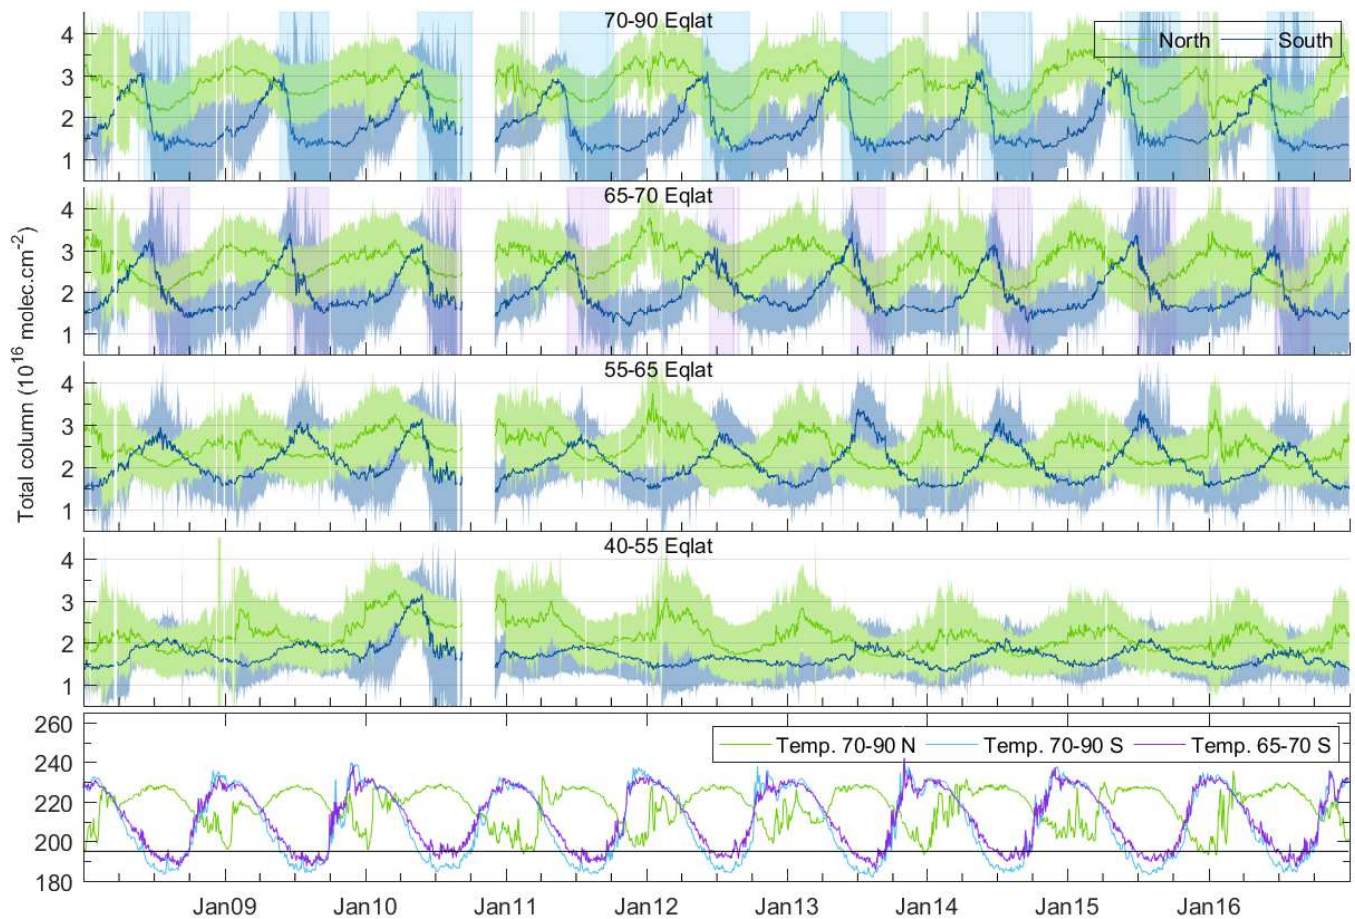 70-90 Eqlat
North South
4
3
2
1
65-70 Eqlat
4
3
2
1
55-65 Eqlat
4
3
2
1
40-55 Eqlat
4
3
2
1
Total column (10^16 molec.cm^-2)
Temp. 70-90 N Temp. 70-90 S Temp. 65-70 S
260
240
220
200
180
Jan09 Jan10 Jan11 Jan12 Jan13 Jan14 Jan15 Jan16